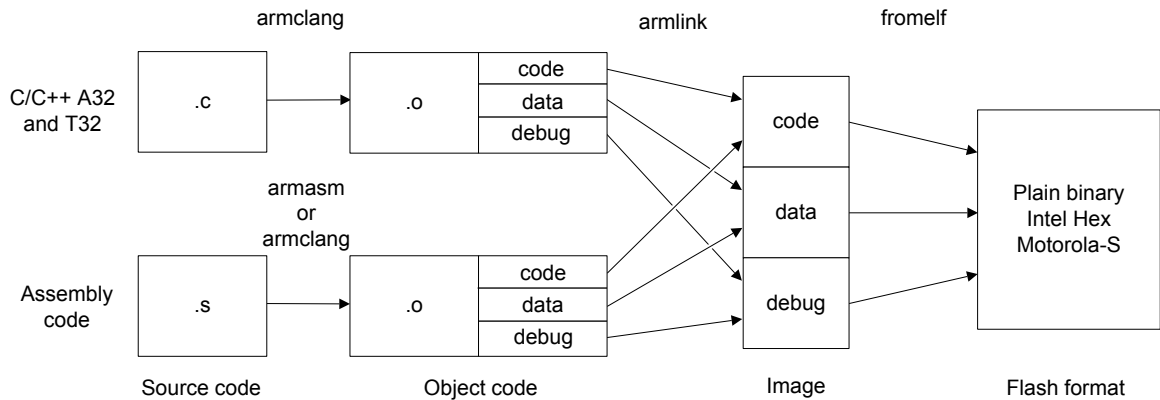 armclang
armlink
fromelf
C/C++ A32
and T32
.c
.o
code
data
debug
armasm
or
armclang
Assembly
code
.s
.o
code
data
debug
code
data
debug
Plain binary
Intel Hex
Motorola-S
Source code
Object code
Image
Flash format